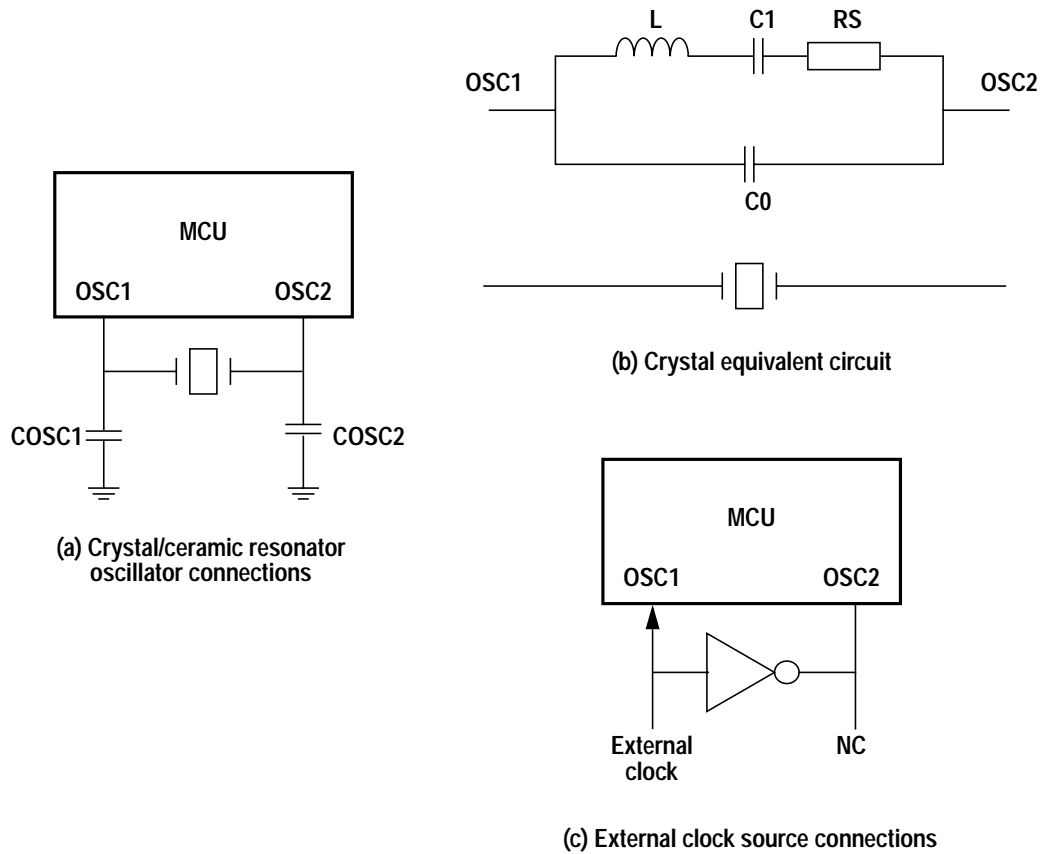 MCU
OSC1 OSC2
COSC1 COSC2
(a) Crystal/ceramic resonator
oscillator connections
L C1 RS
OSC1 OSC2
C0
(b) Crystal equivalent circuit
MCU
OSC1 OSC2
External NC
clock
(c) External clock source connections